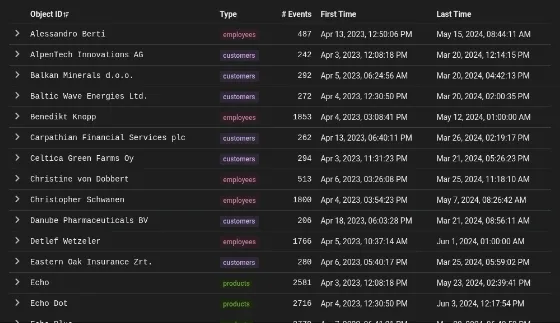 Object ID Type # Events First Time Last Time
Alessandro Berti employees 487 Apr 13, 2023, 12:50:06 PM May 15, 2024, 08:44:11 AM
AlpenTech Innovations AG customers 242 Apr 3, 2023, 12:08:18 PM Mar 20, 2024, 12:14:15 PM
Balkan Minerals d.o.o. customers 292 Apr 5, 2023, 06:24:56 AM Mar 20, 2024, 04:42:13 PM
Baltic Wave Energies Ltd. customers 272 Apr 4, 2023, 12:30:50 PM Mar 20, 2024, 02:00:35 PM
Benedikt Knopp employees 1853 Apr 4, 2023, 03:08:41 PM May 12, 2024, 01:00:00 AM
Carpathian Financial Services plc customers 262 Apr 13, 2023, 06:40:11 PM Mar 26, 2024, 02:19:17 PM
Celtica Green Farms Oy customers 294 Apr 3, 2023, 11:31:23 PM Mar 21, 2024, 05:26:23 PM
Christine von Dobbert employees 513 Apr 6, 2023, 03:26:08 PM Mar 25, 2024, 11:18:10 AM
Christopher Schwanen employees 1800 Apr 4, 2023, 03:54:23 PM May 7, 2024, 08:26:42 AM
Danube Pharmaceuticals BV customers 206 Apr 18, 2023, 06:03:28 PM Mar 21, 2024, 08:56:11 AM
Detlef Wetzeler employees 1766 Apr 5, 2023, 10:37:14 AM Jun 1, 2024, 01:00:00 AM
Eastern Oak Insurance Zrt. customers 280 Apr 6, 2023, 05:40:17 PM Mar 25, 2024, 05:59:02 PM
Echo products 2581 Apr 3, 2023, 12:08:18 PM May 23, 2024, 02:39:41 PM
Echo Dot products 2716 Apr 4, 2023, 12:30:50 PM Jun 3, 2024, 12:17:54 PM